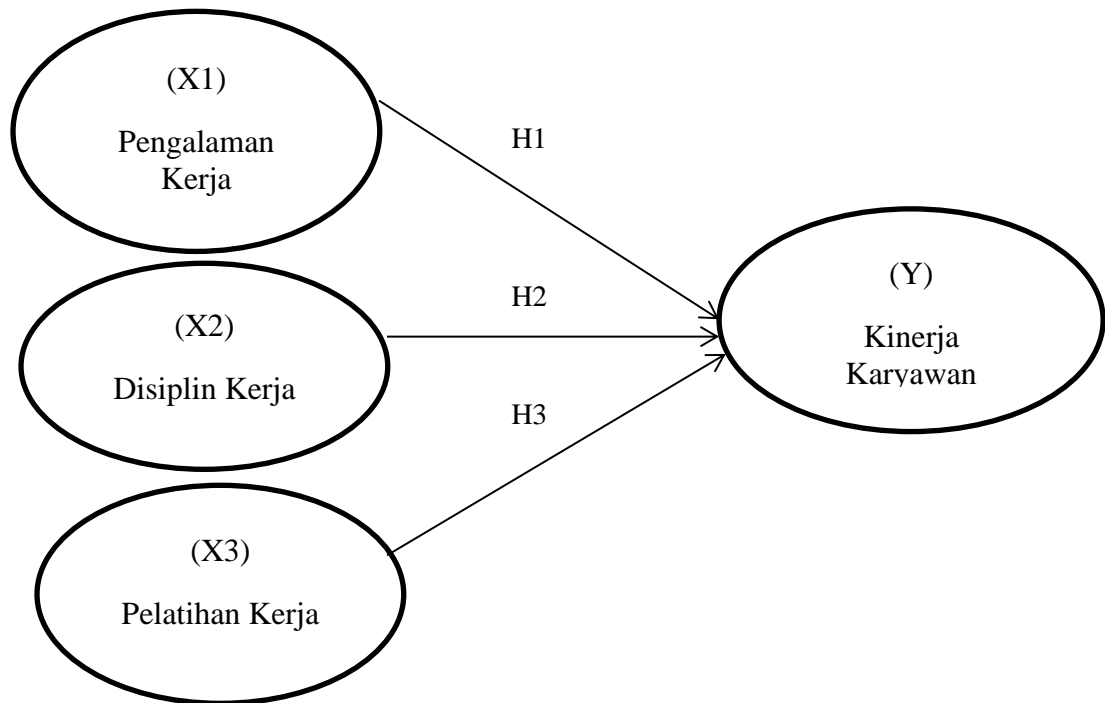 (X1)
Pengalaman
Kerja
H1
(X2)
Disiplin Kerja
H2
(X3)
Pelatihan Kerja
H3
(Y)
Kinerja
Karyawan